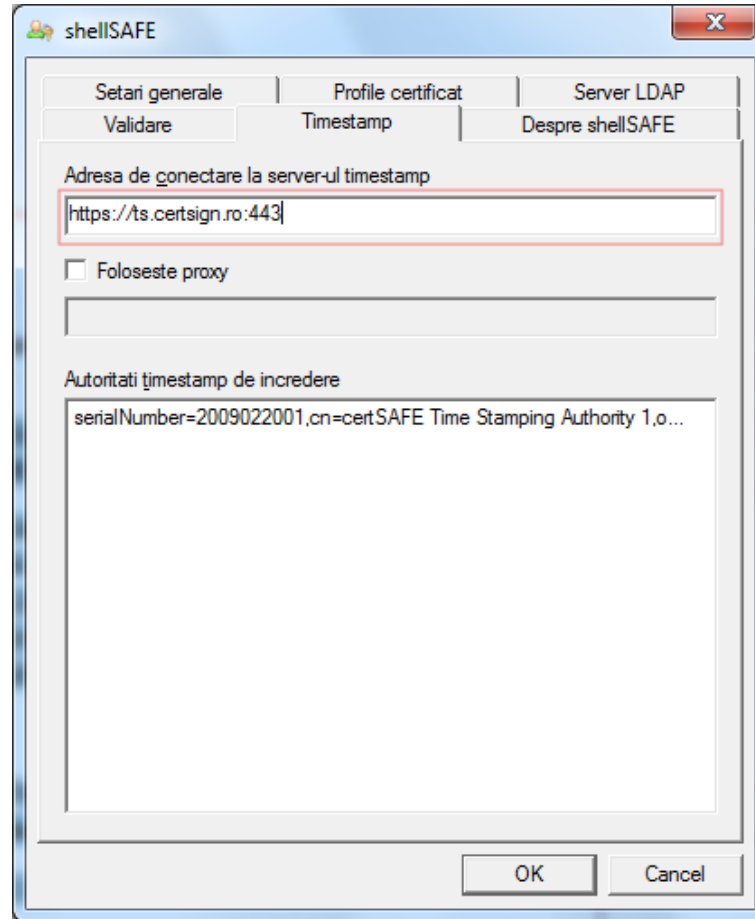 shellSAFE
Setari generale
Profile certificat
Server LDAP
Validare
Timestamp
Despre shellSAFE
Adresa de conectare la server-ul timestamp
https://ts.certsign.ro:443
Foloseste proxy
Autoritati timestamp de incredere
serialNumber=2009022001,cn=certSAFE Time Stamping Authority 1,o...
OK
Cancel